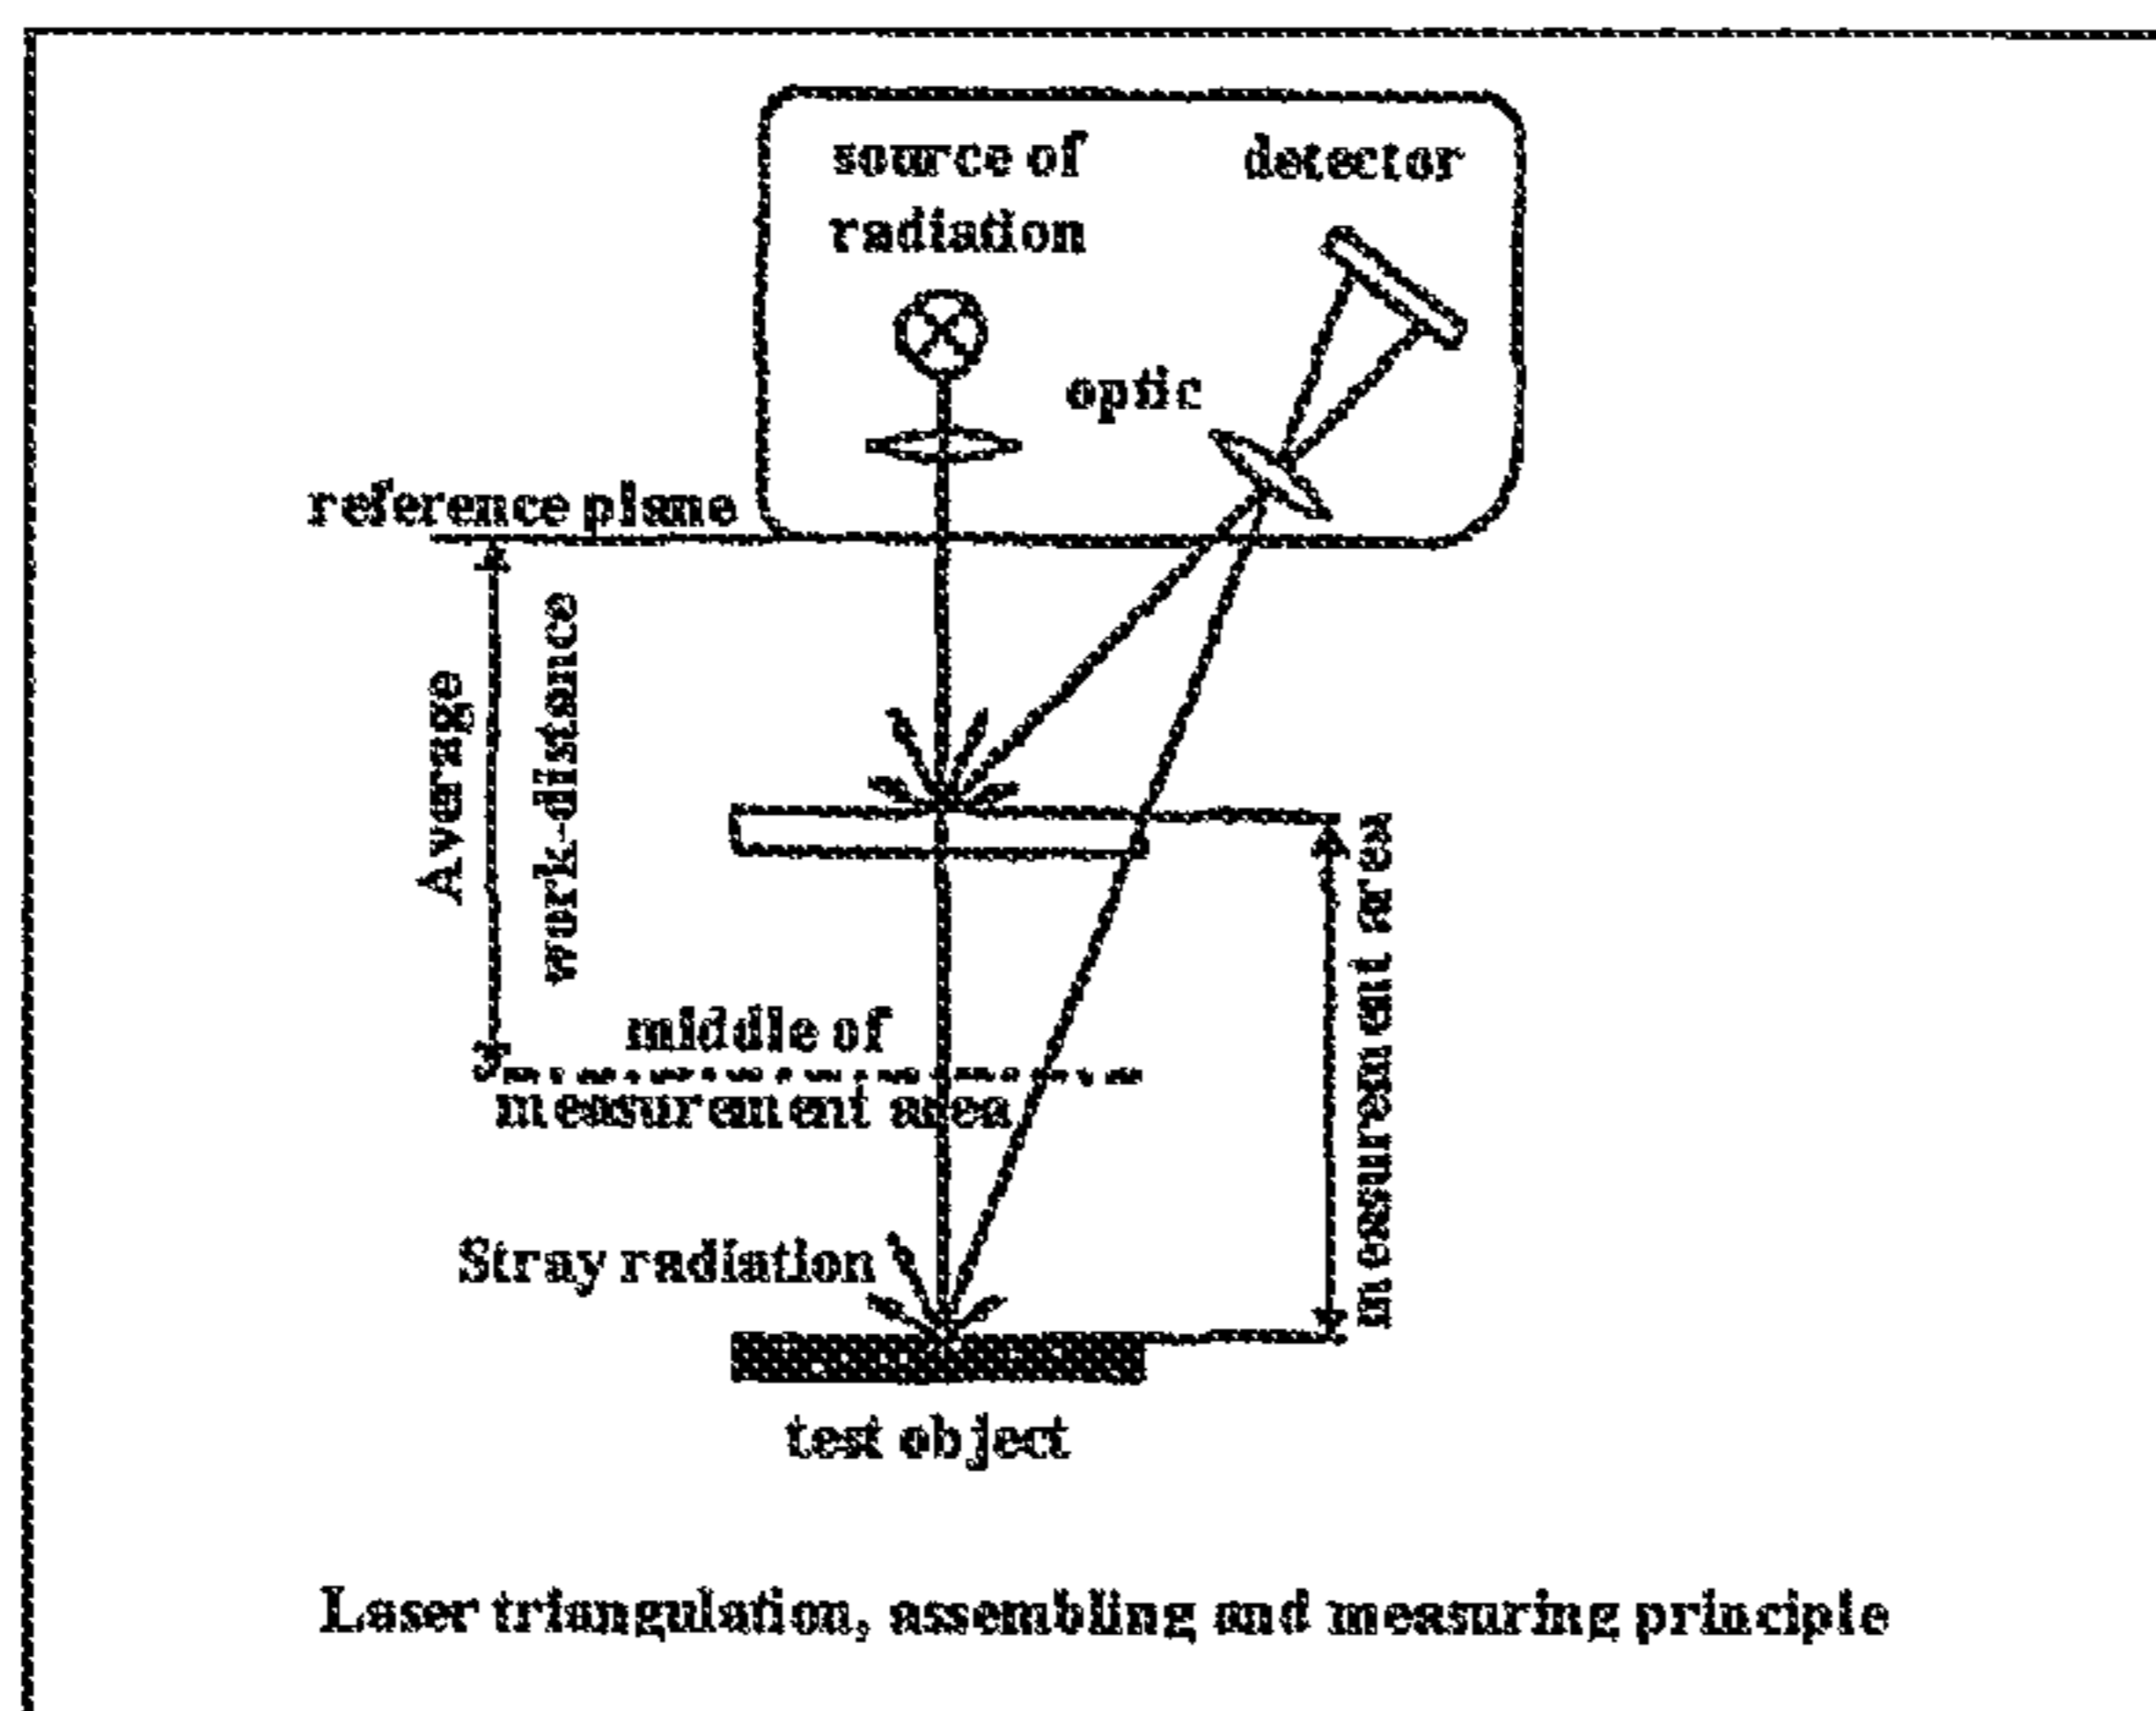 source of
radiation
detector
optic
reference plane
Average
work-distance
middle of
measurement area
measurement area
Stray radiation
test object
Laser triangulation, assembling and measuring principle